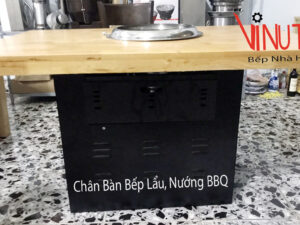 VINUT
Bếp Nhà H
Chân Bàn Bếp Lẩu, Nướng BBQ